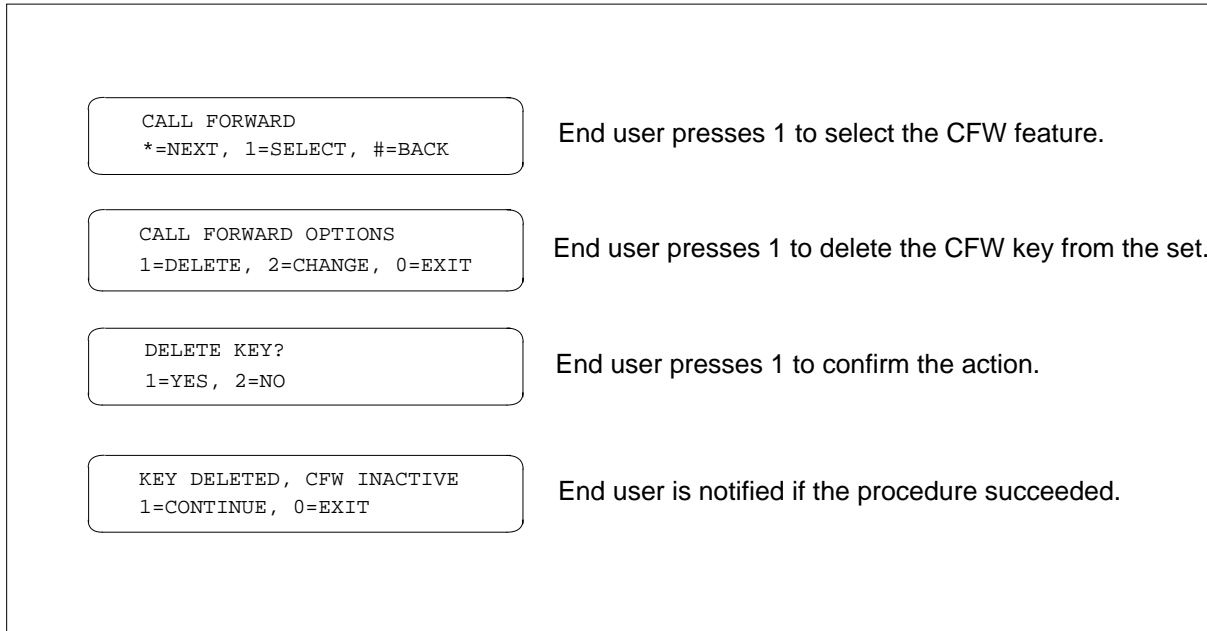 CALL FORWARD
*=NEXT, 1=SELECT, #=BACK
End user presses 1 to select the CFW feature.
CALL FORWARD OPTIONS
1=DELETE, 2=CHANGE, 0=EXIT
End user presses 1 to delete the CFW key from the set.
DELETE KEY?
1=YES, 2=NO
End user presses 1 to confirm the action.
KEY DELETED, CFW INACTIVE
1=CONTINUE, 0=EXIT
End user is notified if the procedure succeeded.